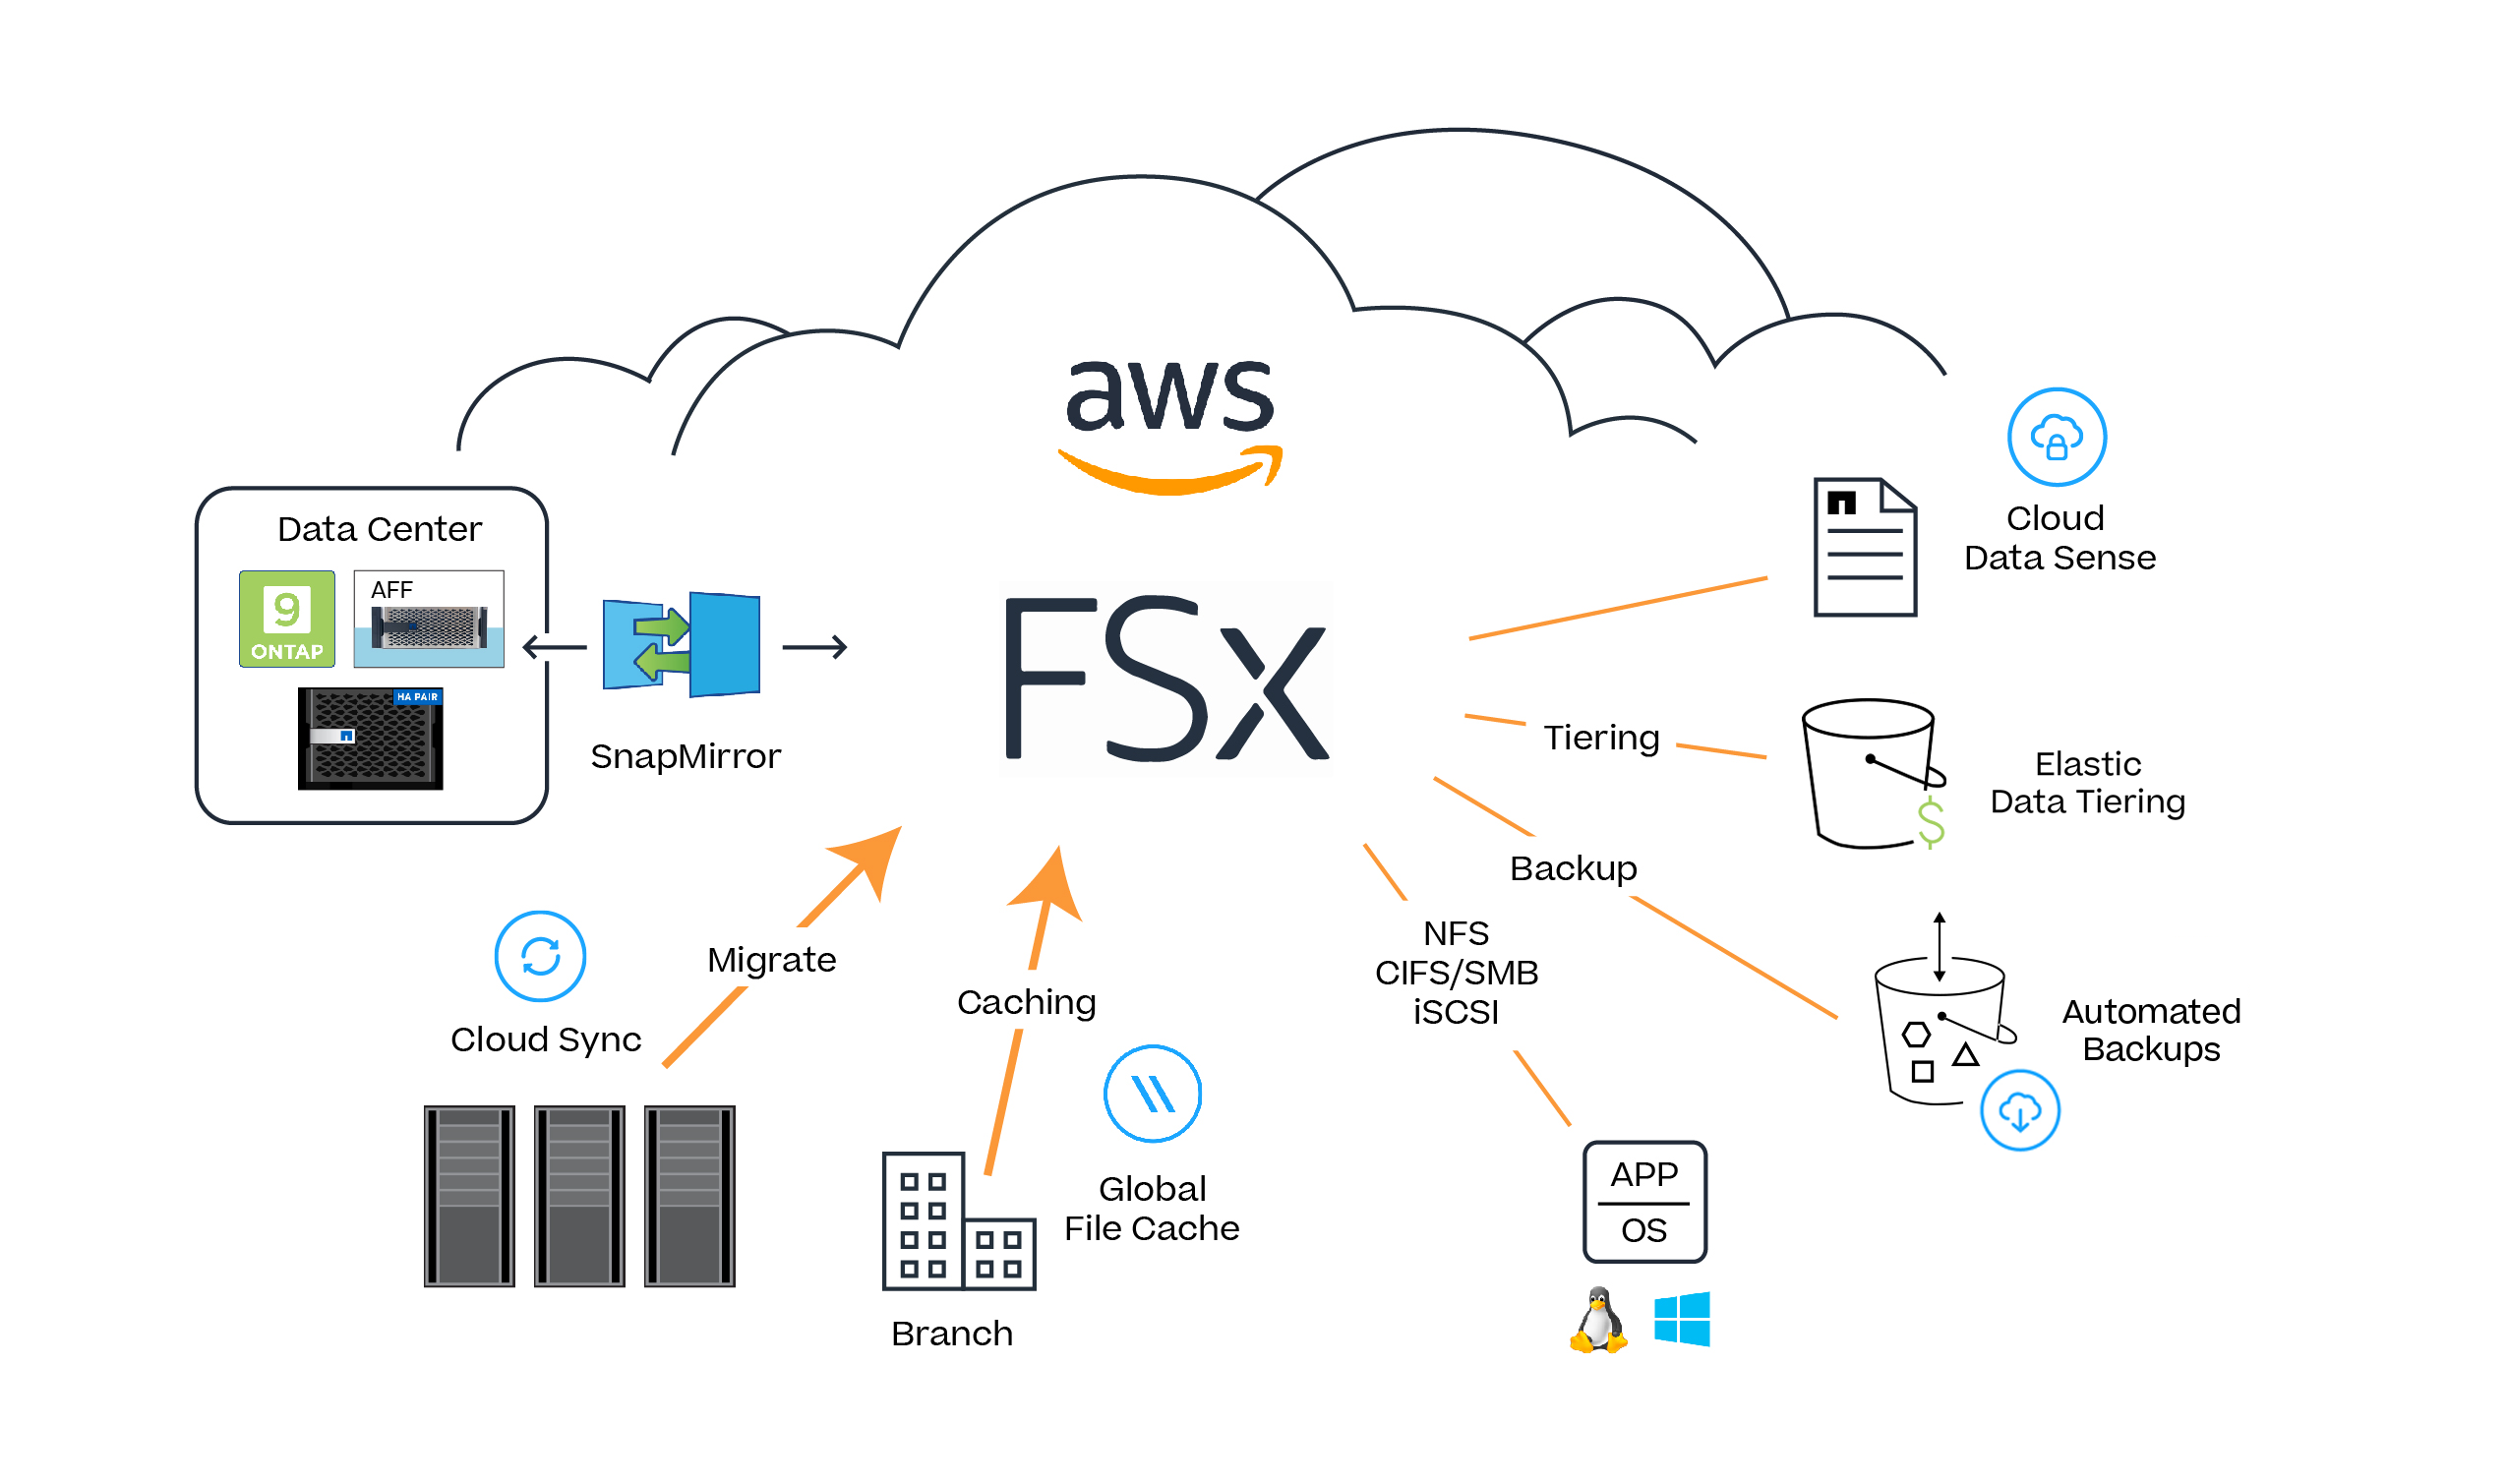 aws
FSx
Data Center
9
ONTAP
AFF
HA PAIR
SnapMirror
Cloud Sync
Migrate
Caching
Global
File Cache
Branch
NFS
CIFS/SMB
iSCSI
APP
OS
Tiering
Backup
Cloud
Data Sense
Elastic
Data Tiering
$
Automated
Backups